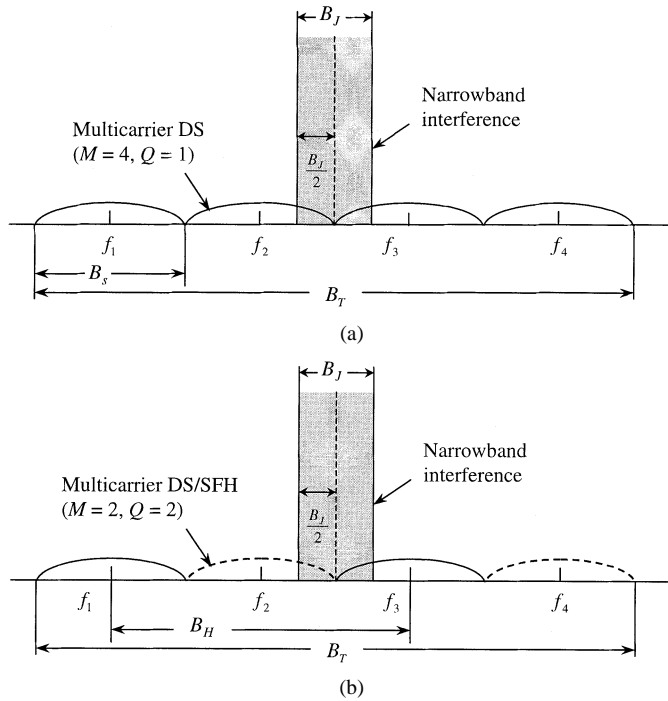 B_J
Narrowband
interference
Multicarrier DS
(M = 4, Q = 1)
B_J
2
f_1
f_2
f_3
f_4
B_s
B_T
(a)
B_J
Narrowband
interference
Multicarrier DS/SFH
(M = 2, Q = 2)
B_J
2
f_1
f_2
f_3
f_4
B_H
B_T
(b)